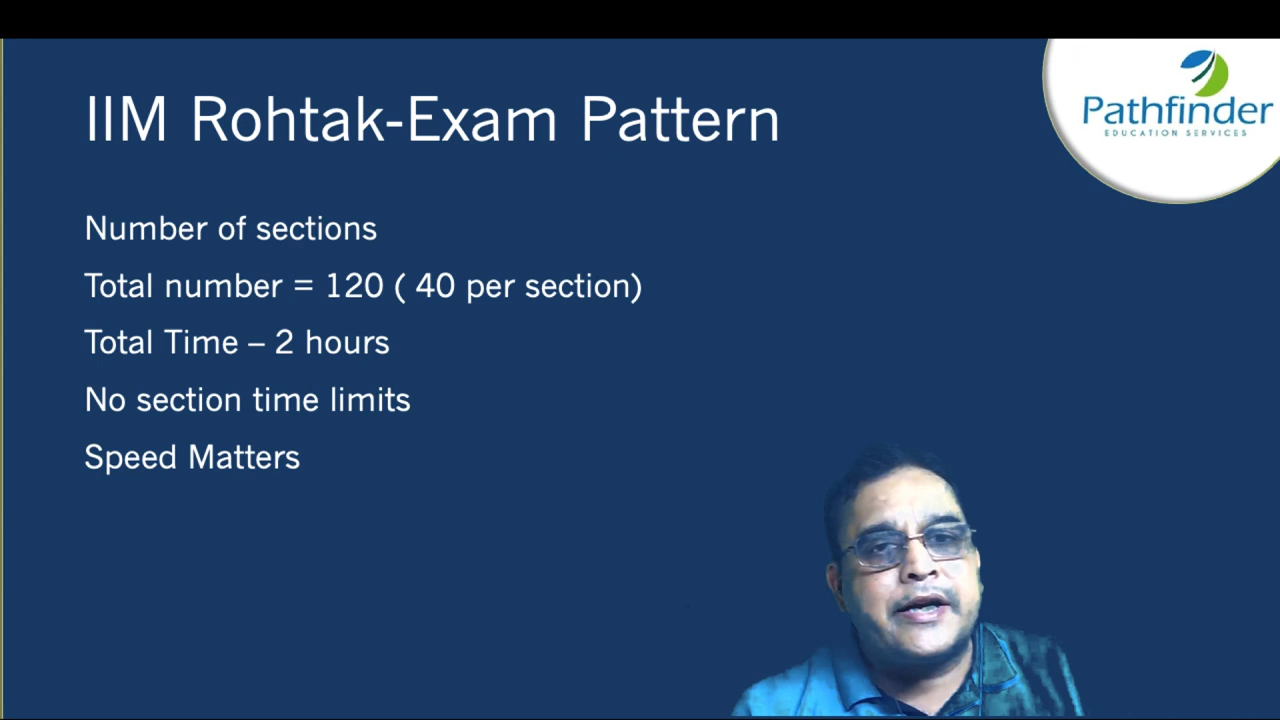 IIM Rohtak-Exam Pattern
Pathfinder
EDUCATION SERVICES
Number of sections
Total number = 120 ( 40 per section)
Total Time – 2 hours
No section time limits
Speed Matters